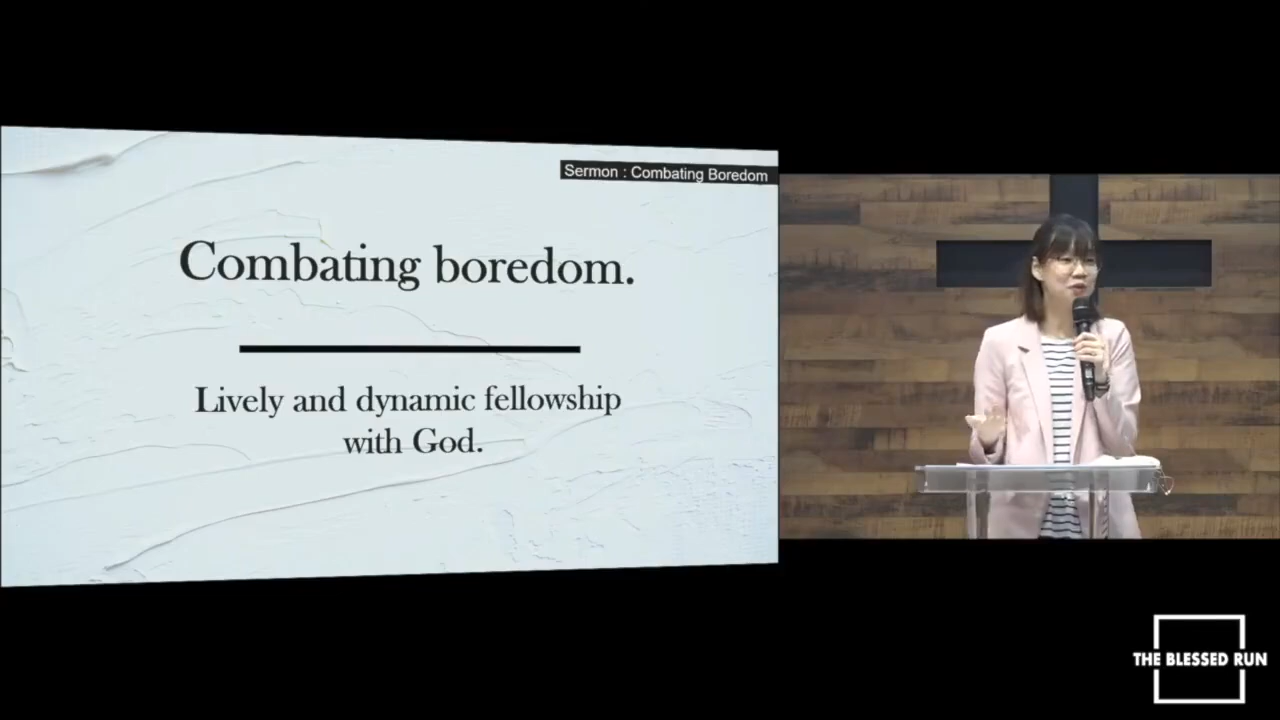 Sermon : Combating Boredom
Combating boredom.
Lively and dynamic fellowship
with God.
THE BLESSED RUN